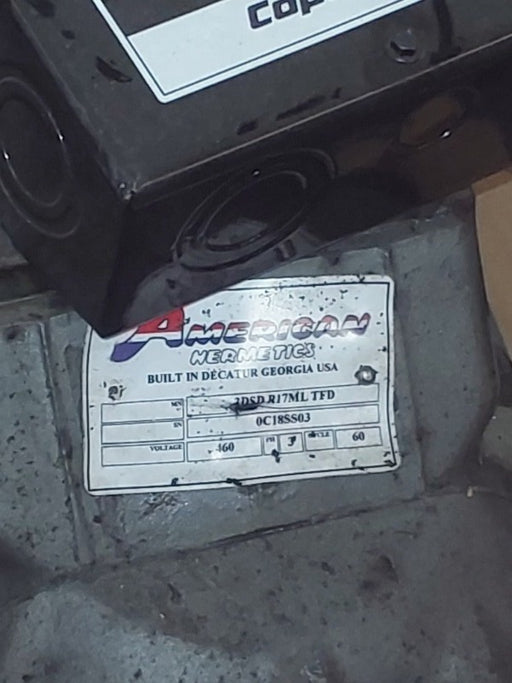 Cop
AMERICAN
HERMETICS
BUILT IN DECATUR GEORGIA USA
MN 3DSD R17ML TFD
SN 0C18SS03
VOLTAGE 460 PH 3 CYCLE 60